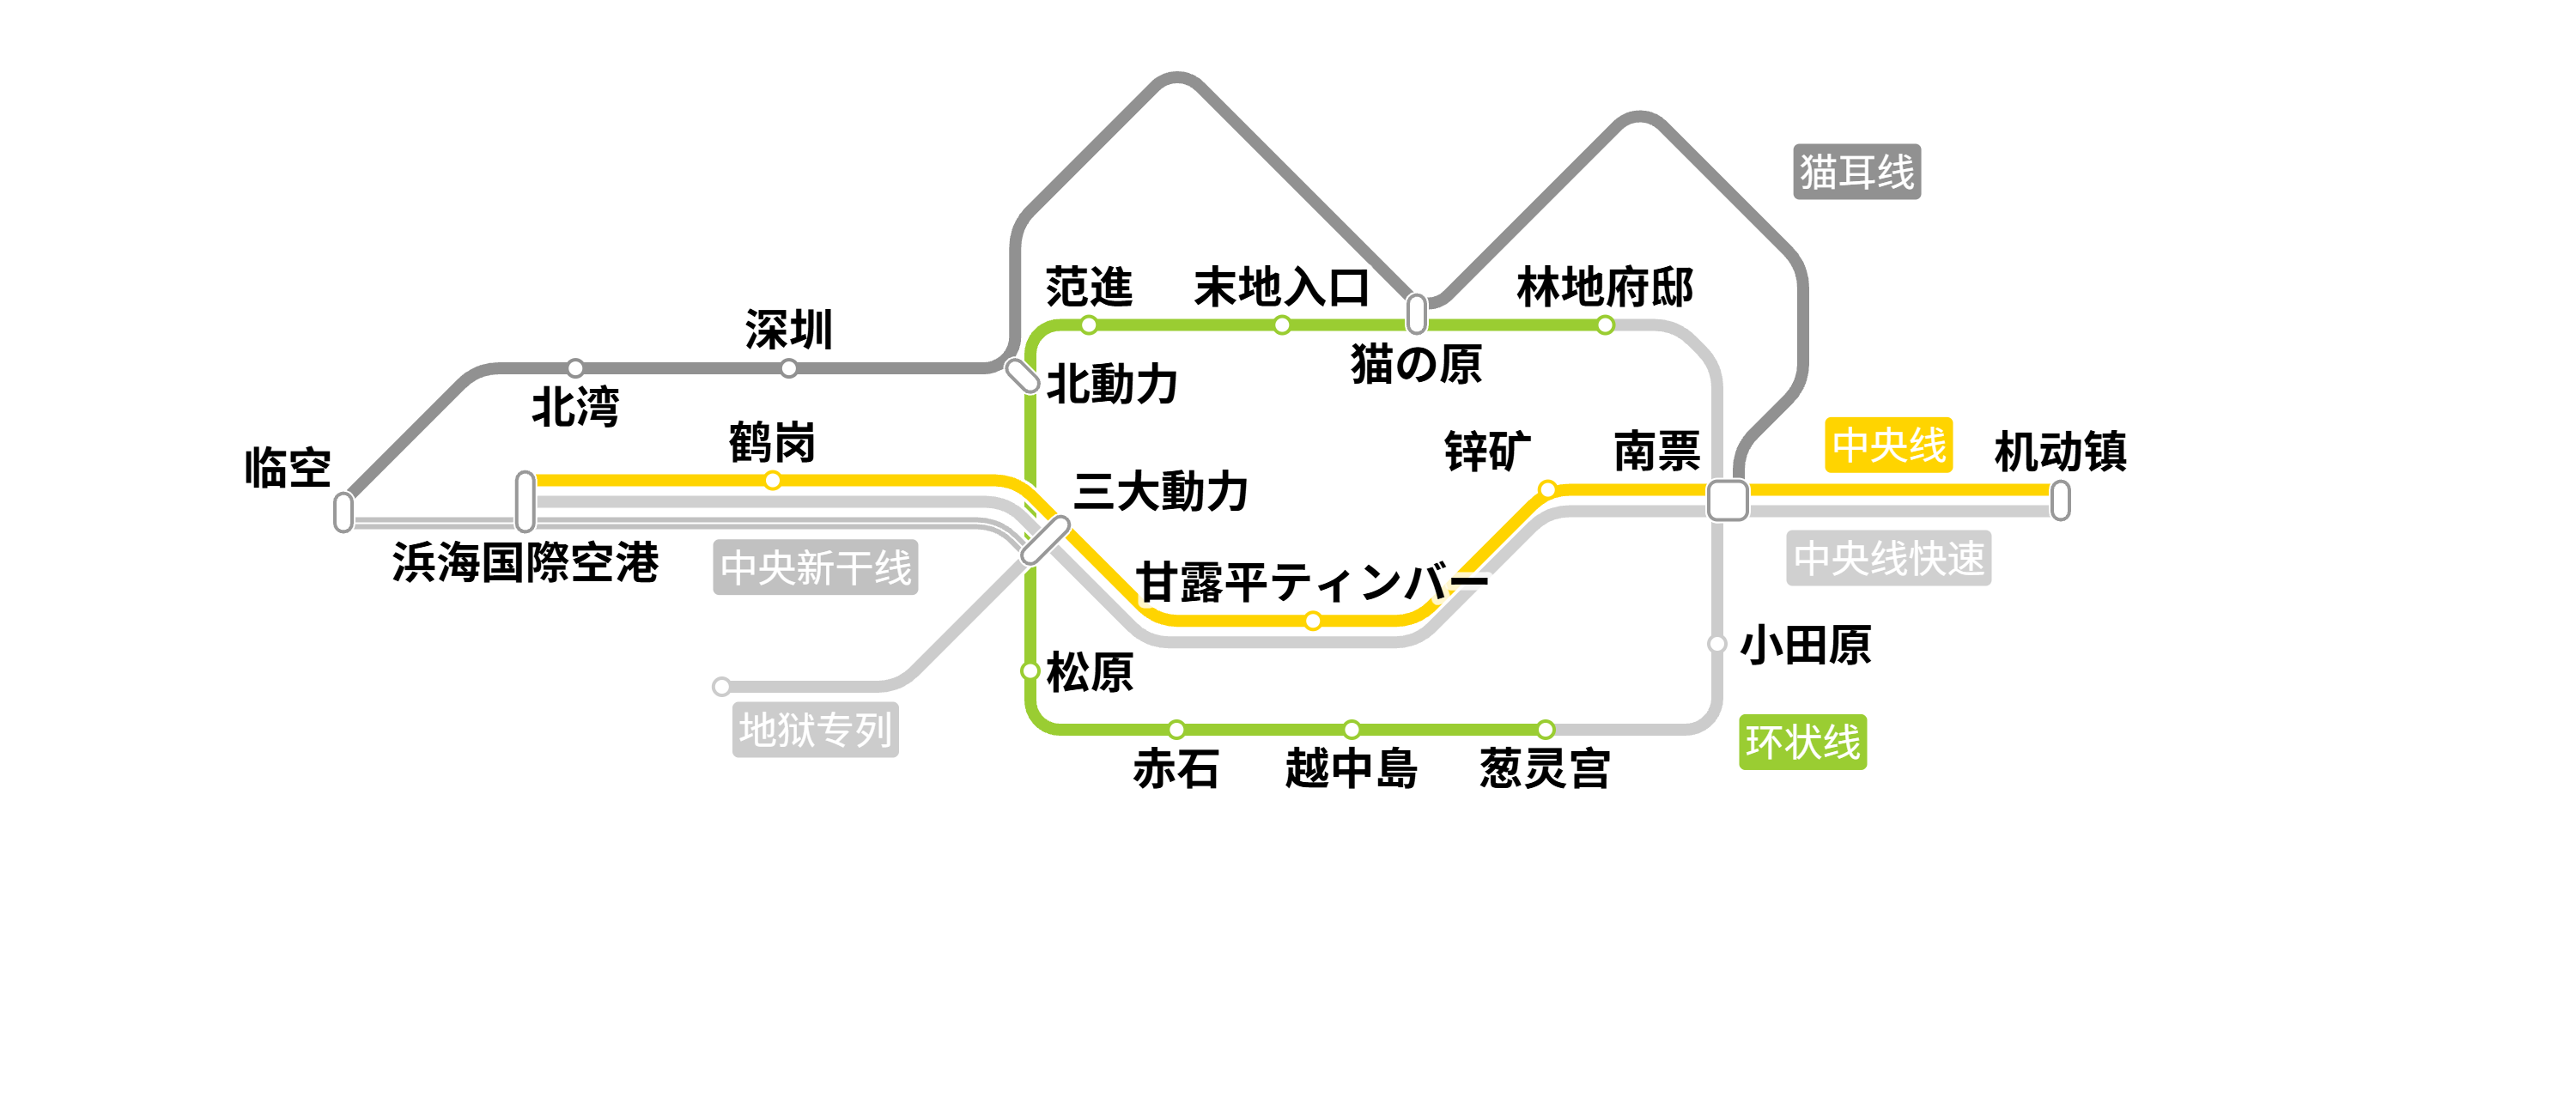 猫耳线
范進
末地入口
林地府邸
深圳
猫の原
北動力
北湾
鹤岗
临空
锌矿
南票
中央线
机动镇
三大動力
浜海国際空港
中央新干线
中央线快速
甘露平ティンバー
小田原
松原
地狱专列
环状线
赤石
越中島
葱灵宫